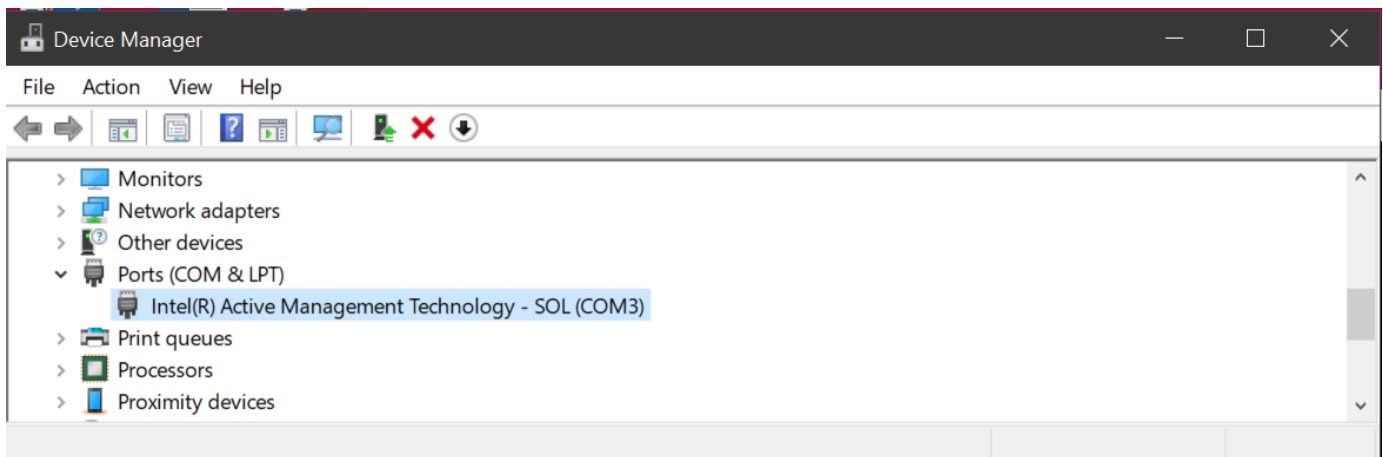 Device Manager
File Action View Help
Monitors
Network adapters
Other devices
Ports (COM & LPT)
Intel(R) Active Management Technology - SOL (COM3)
Print queues
Processors
Proximity devices